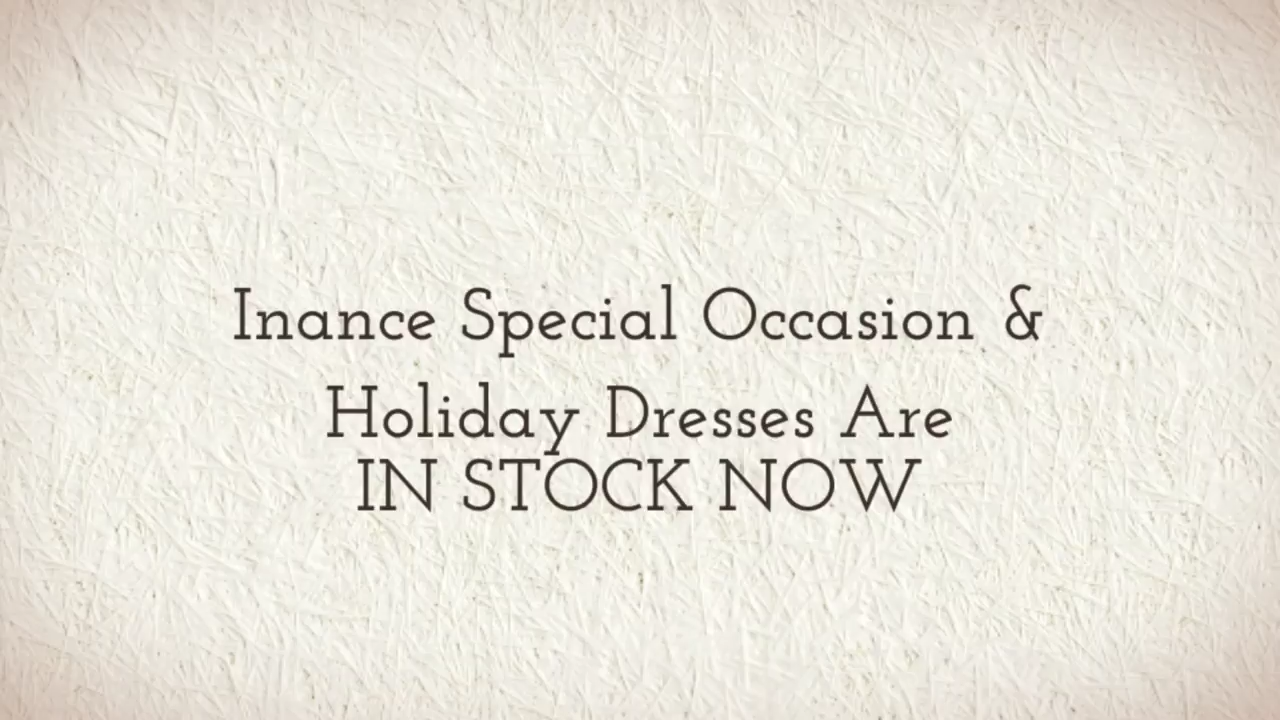 Inance Special Occasion &
Holiday Dresses Are
IN STOCK NOW